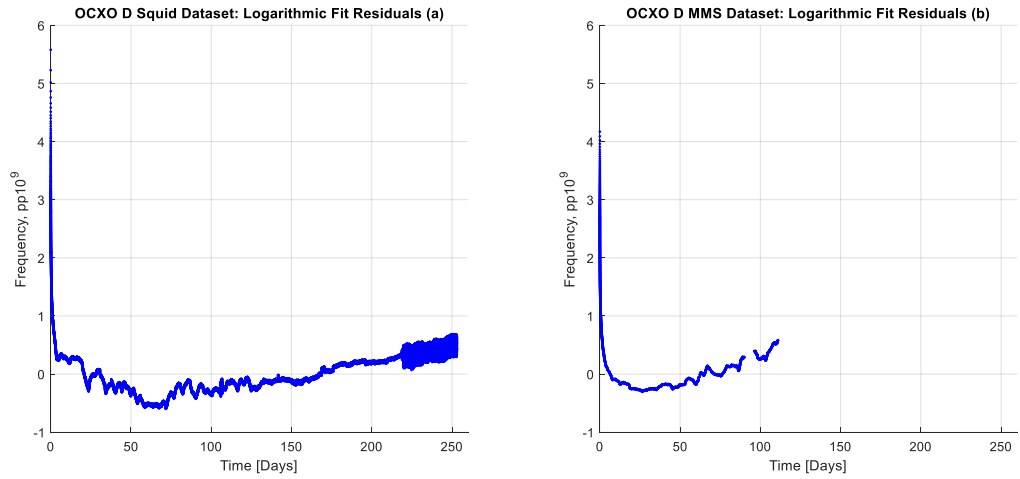 OCXO D Squid Dataset: Logarithmic Fit Residuals (a)
6
5
4
3
2
1
0
-1
Frequency, pp10^9
0 50 100 150 200 250
Time [Days]
OCXO D MMS Dataset: Logarithmic Fit Residuals (b)
6
5
4
3
2
1
0
-1
Frequency, pp10^9
0 50 100 150 200 250
Time [Days]